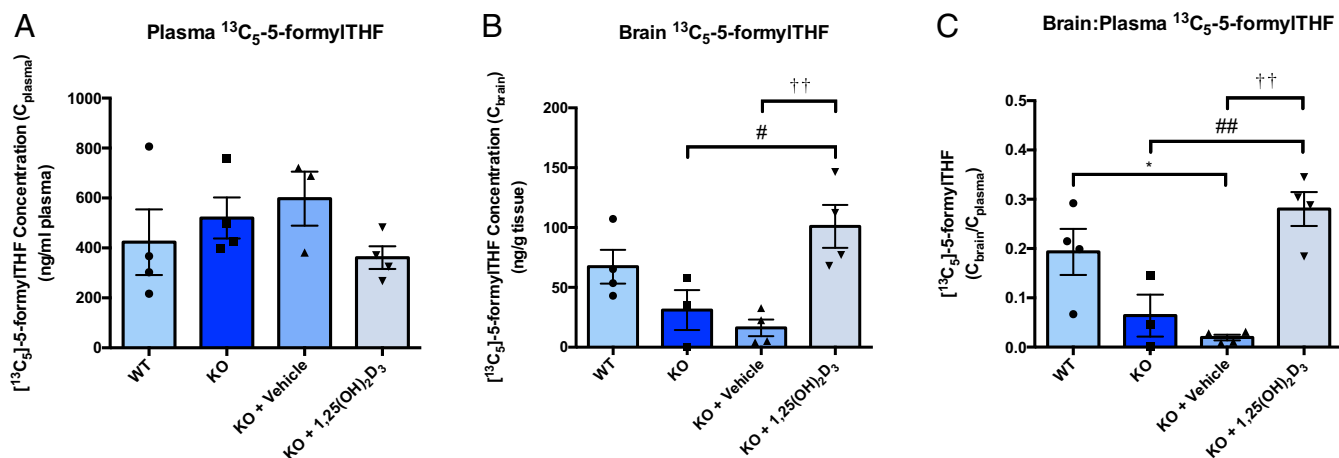 A
Plasma ¹³C₅-5-formylTHF
[¹³C₅]-5-formylTHF Concentration (Cplasma)
(ng/ml plasma)
1000
800
600
400
200
0
WT
KO
KO + Vehicle
KO + 1,25(OH)₂D₃
B
Brain ¹³C₅-5-formylTHF
[¹³C₅]-5-formylTHF Concentration (Cbrain)
(ng/g tissue)
200
150
100
50
0
††
#
WT
KO
KO + Vehicle
KO + 1,25(OH)₂D₃
C
Brain:Plasma ¹³C₅-5-formylTHF
[¹³C₅]-5-formylTHF
(Cbrain/Cplasma)
0.5
0.4
0.3
0.2
0.1
0.0
††
##
*
WT
KO
KO + Vehicle
KO + 1,25(OH)₂D₃